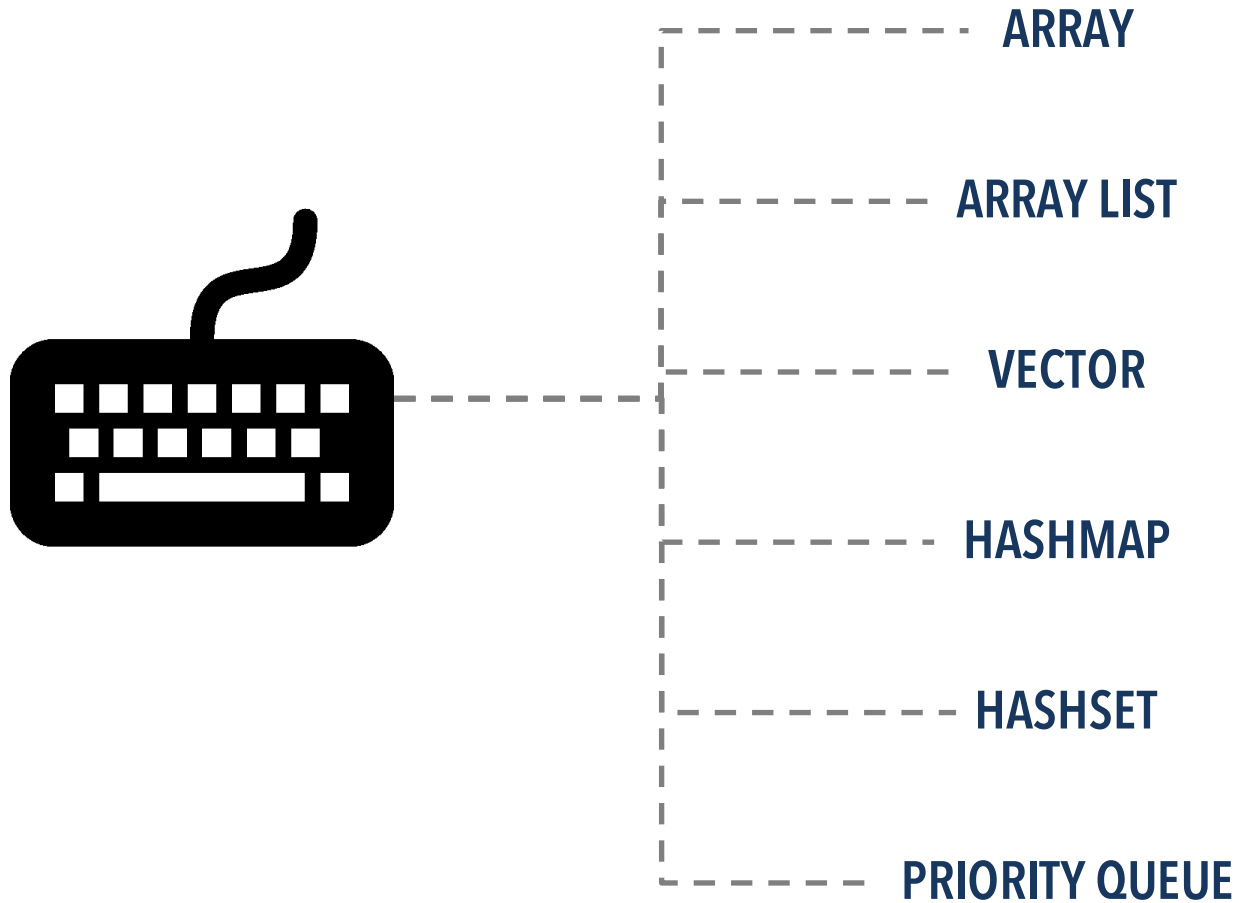 ARRAY
ARRAY LIST
VECTOR
HASHMAP
HASHSET
PRIORITY QUEUE